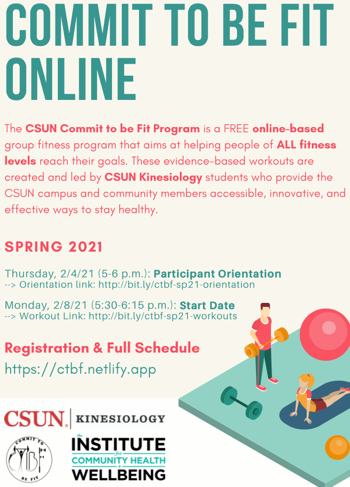 COMMIT TO BE FIT
ONLINE
The CSUN Commit to be Fit Program is a FREE online-based
group fitness program that aims at helping people of ALL fitness
levels reach their goals. These evidence-based workouts are
created and led by CSUN Kinesiology students who provide the
CSUN campus and community members accessible, innovative, and
effective ways to stay healthy.
SPRING 2021
Thursday, 2/4/21 (5-6 p.m.): Participant Orientation
--> Orientation link: http://bit.ly/ctbf-sp21-orientation
Monday, 2/8/21 (5:30-6:15 p.m.): Start Date
--> Workout Link: http://bit.ly/ctbf-sp21-workouts
Registration & Full Schedule
https://ctbf.netlify.app
CSUN | KINESIOLOGY
COMMIT TO
BE FIT
the
INSTITUTE
for
COMMUNITY HEALTH
WELLBEING